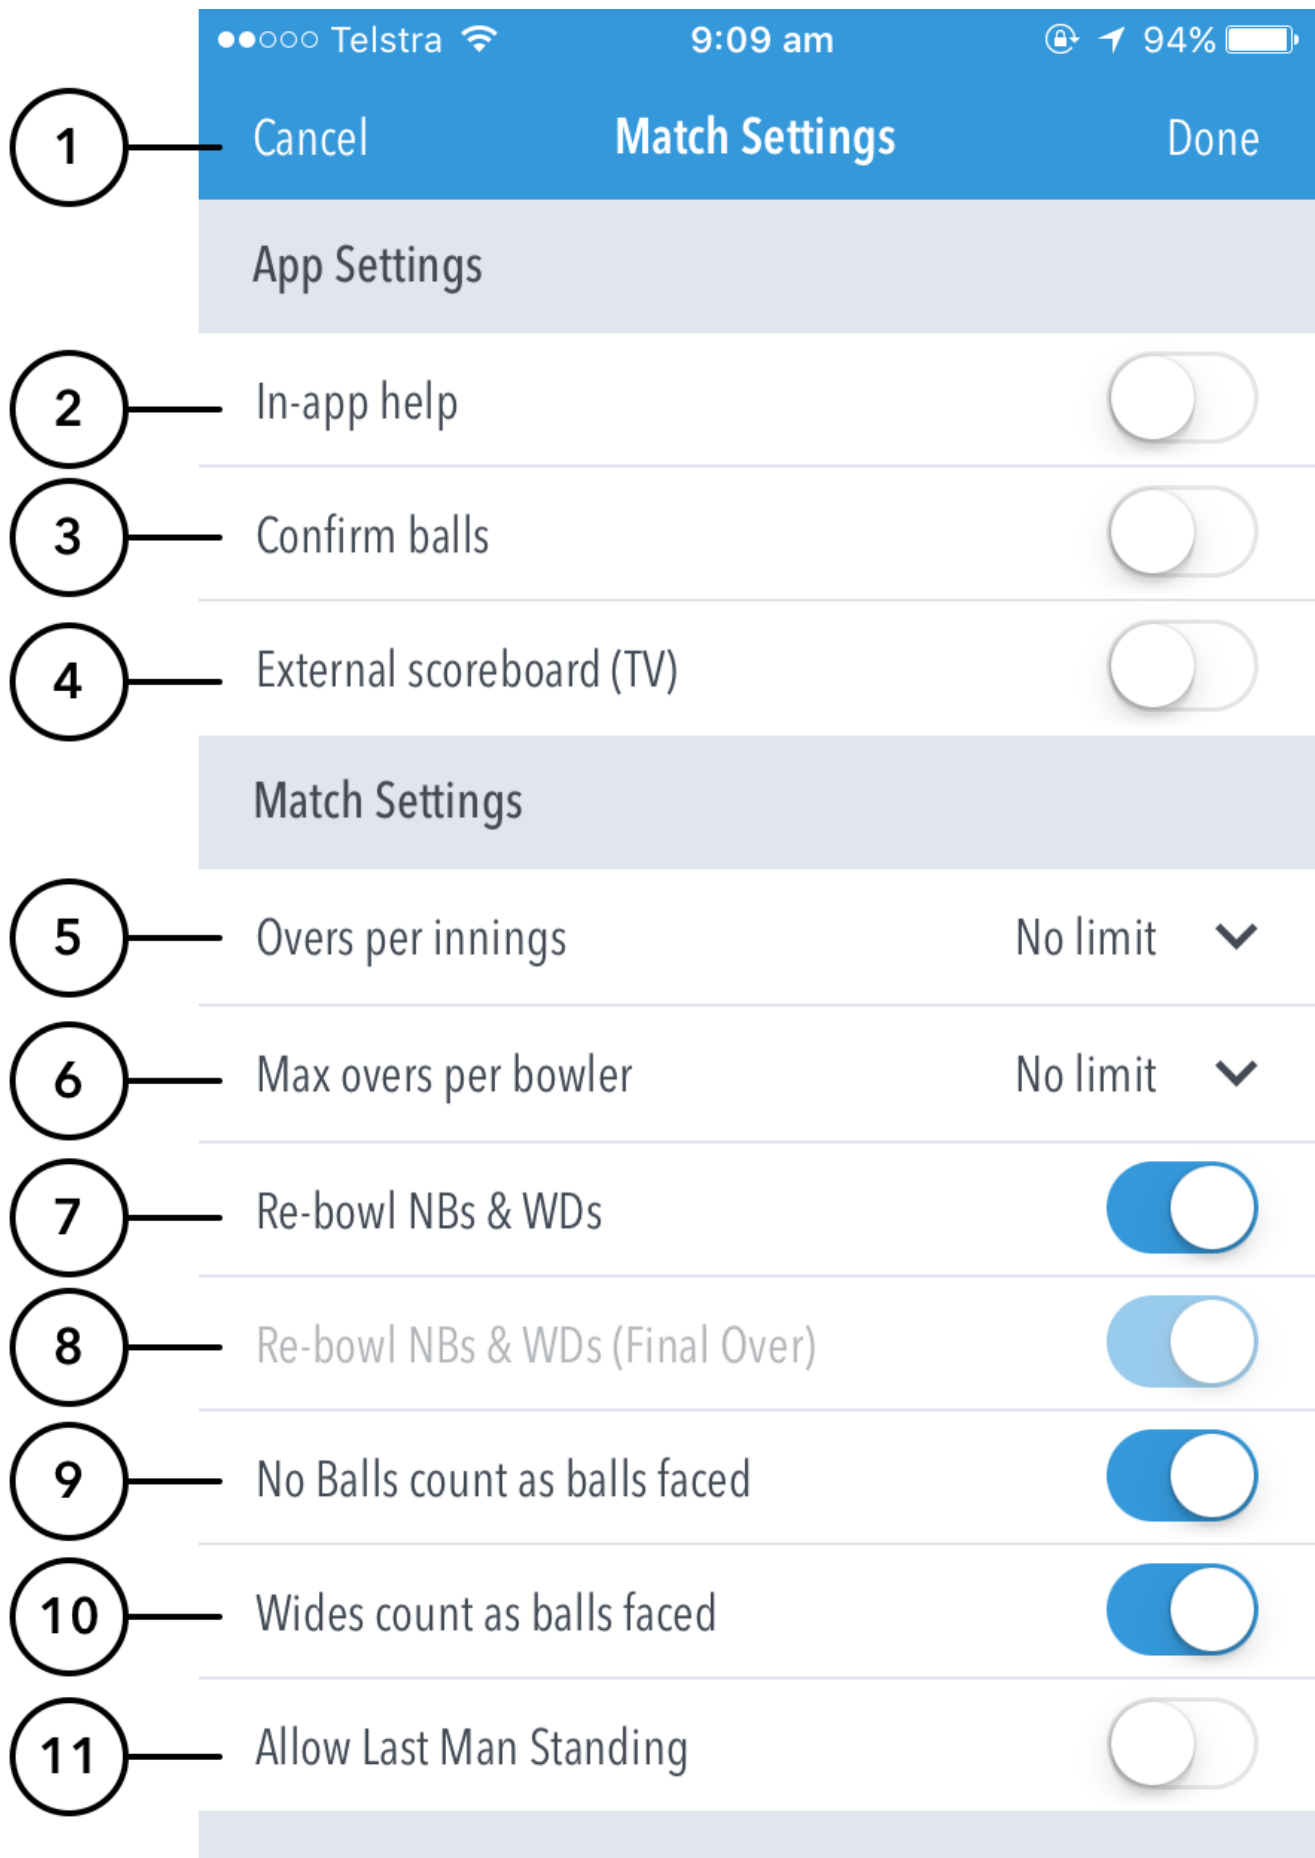 Telstra 9:09 am 94%
1 Cancel Match Settings Done
App Settings
2 In-app help
3 Confirm balls
4 External scoreboard (TV)
Match Settings
5 Overs per innings No limit
6 Max overs per bowler No limit
7 Re-bowl NBs & WDs
8 Re-bowl NBs & WDs (Final Over)
9 No Balls count as balls faced
10 Wides count as balls faced
11 Allow Last Man Standing